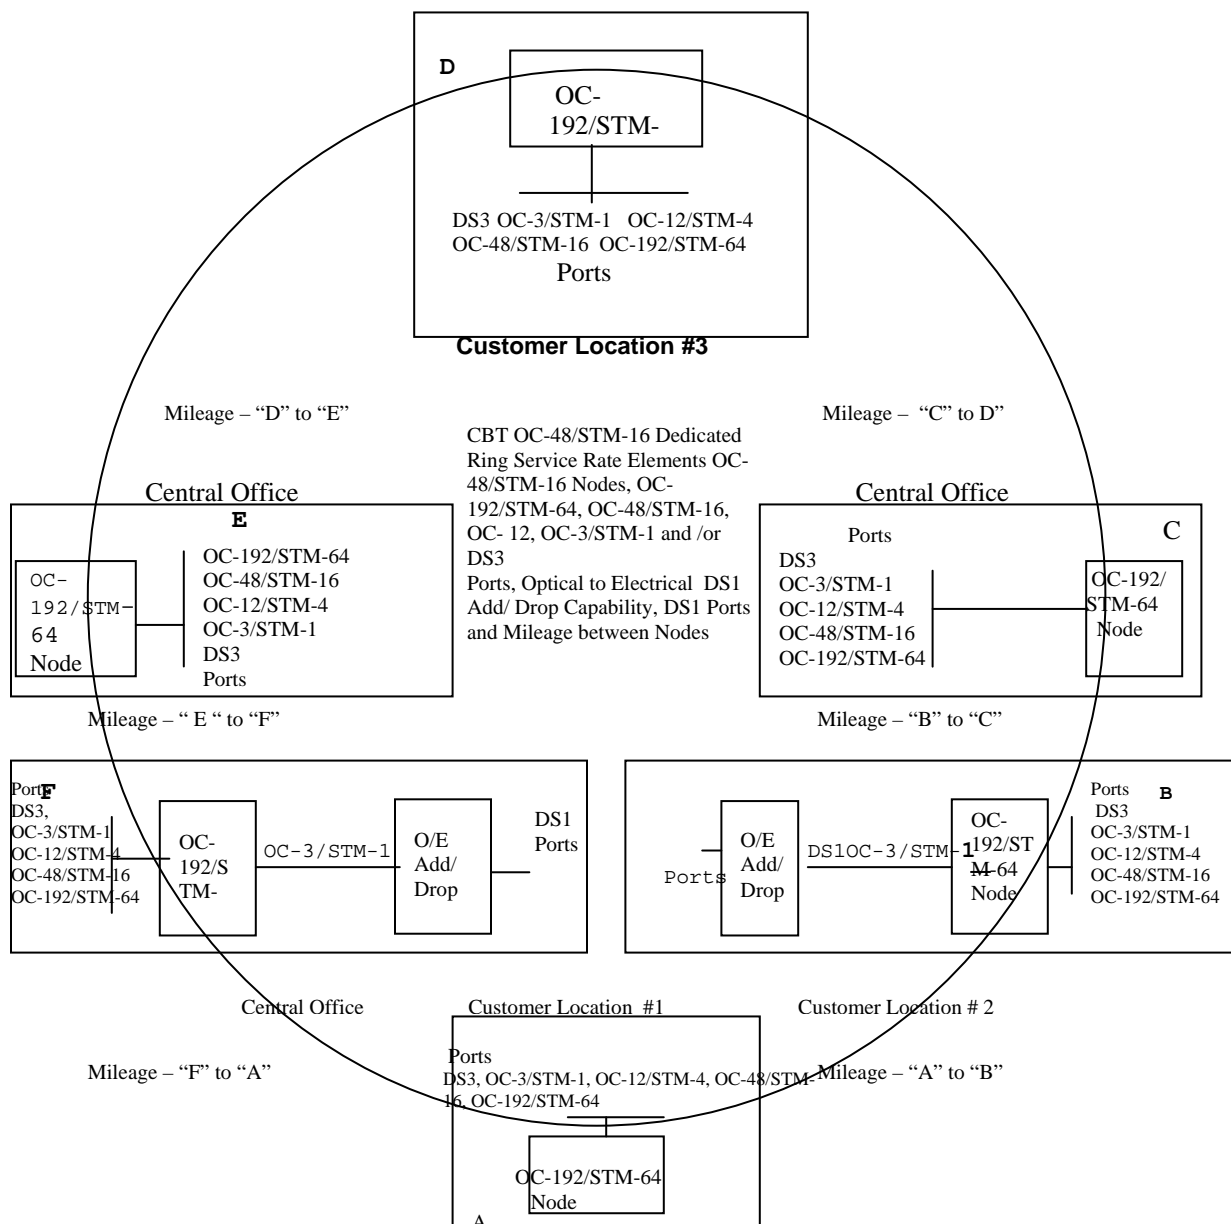 D
OC-
192/STM-
DS3 OC-3/STM-1 OC-12/STM-4
OC-48/STM-16 OC-192/STM-64
Ports
Customer Location #3
Mileage – “D” to “E”
Mileage – “C” to D”
CBT OC-48/STM-16 Dedicated
Ring Service Rate Elements OC-
48/STM-16 Nodes, OC-
192/STM-64, OC-48/STM-16,
OC- 12, OC-3/STM-1 and /or
DS3
Ports, Optical to Electrical DS1
Add/ Drop Capability, DS1 Ports
and Mileage between Nodes
Central Office
E
OC-
192/STM-
64
Node
OC-192/STM-64
OC-48/STM-16
OC-12/STM-4
OC-3/STM-1
DS3
Ports
Central Office
C
Ports
DS3
OC-3/STM-1
OC-12/STM-4
OC-48/STM-16
OC-192/STM-64
OC-192/
STM-64
Node
Mileage – “ E “ to “F”
Mileage – “B” to “C”
Ports
F
DS3,
OC-3/STM-1
OC-12/STM-4
OC-48/STM-16
OC-192/STM-64
OC-
192/S
TM-
OC-3/STM-1
O/E
Add/
Drop
DS1
Ports
Ports
O/E
Add/
Drop
DS1OC-3/STM-1
OC-
192/ST
M-64
Node
Ports
B
DS3
OC-3/STM-1
OC-12/STM-4
OC-48/STM-16
OC-192/STM-64
Central Office
Customer Location #1
Customer Location # 2
Mileage – “F” to “A”
Mileage – “A” to “B”
Ports
DS3, OC-3/STM-1, OC-12/STM-4, OC-48/STM-
16, OC-192/STM-64
OC-192/STM-64
Node
A